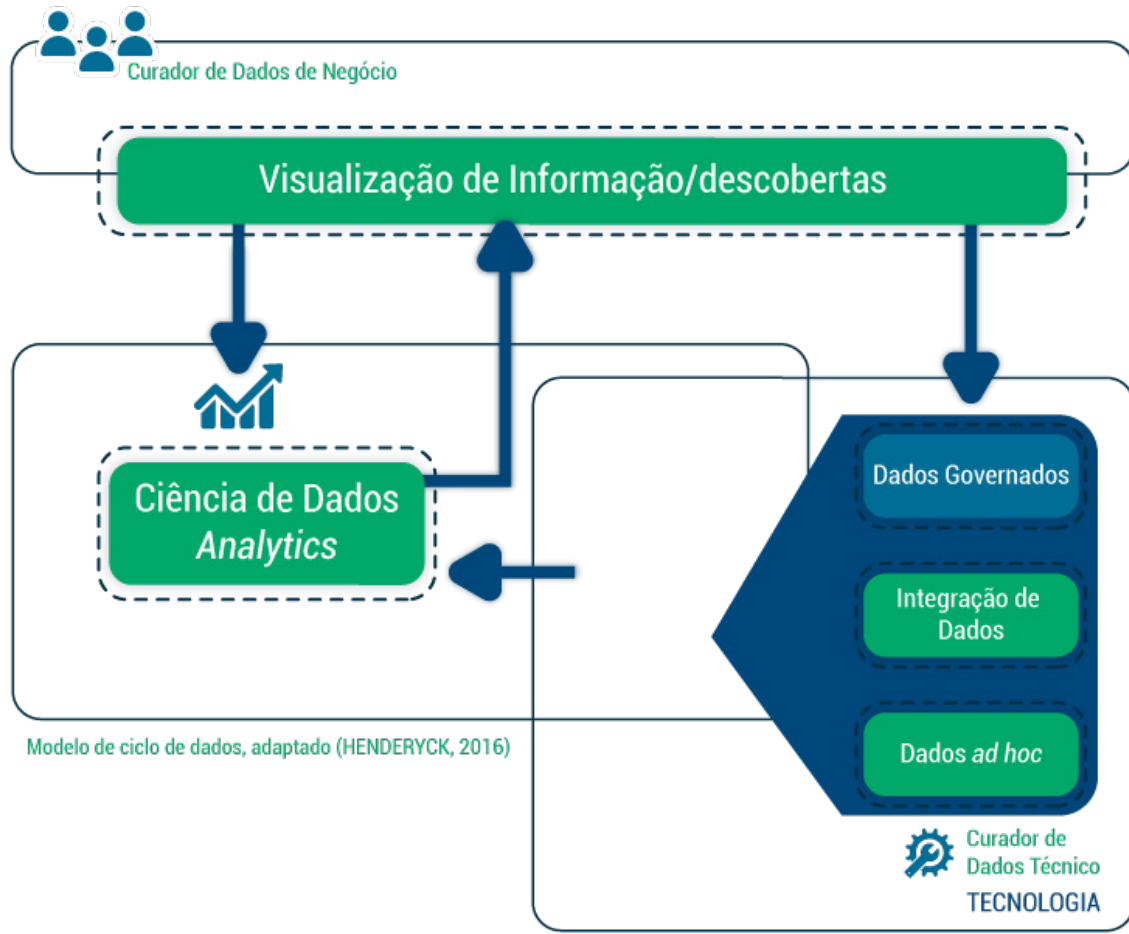 Curador de Dados de Negócio
Visualização de Informação/descobertas
Ciência de Dados
Analytics
Dados Governados
Integração de
Dados
Dados ad hoc
Modelo de ciclo de dados, adaptado (HENDERYCK, 2016)
Curador de
Dados Técnico
TECNOLOGIA